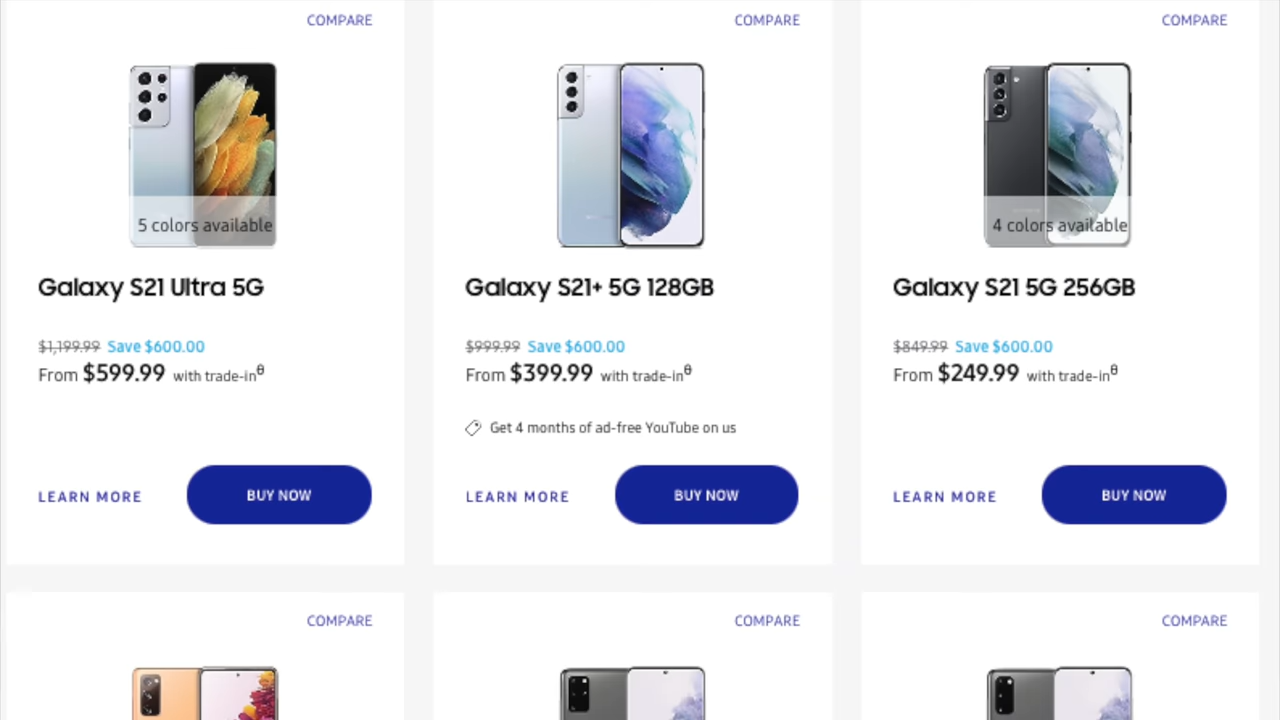 COMPARE
COMPARE
COMPARE
5 colors available
4 colors available
Galaxy S21 Ultra 5G
Galaxy S21+ 5G 128GB
Galaxy S21 5G 256GB
$1,199.99 Save $600.00
$999.99 Save $600.00
$849.99 Save $600.00
From $599.99 with trade-inθ
From $399.99 with trade-inθ
From $249.99 with trade-inθ
Get 4 months of ad-free YouTube on us
LEARN MORE
BUY NOW
LEARN MORE
BUY NOW
LEARN MORE
BUY NOW
COMPARE
COMPARE
COMPARE